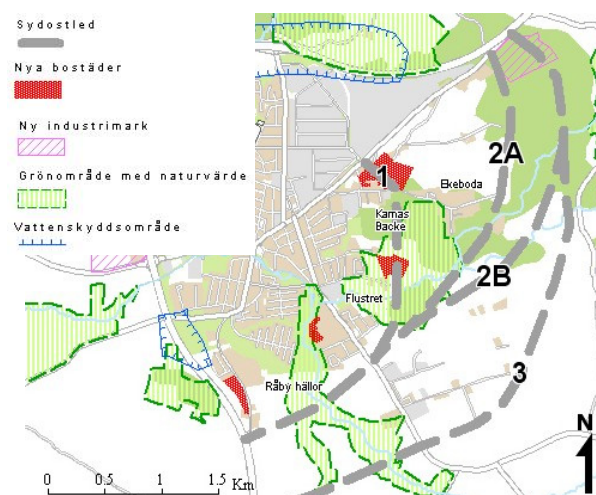 Sydostled
Nya bostäder
Ny industrimark
Grönområde med naturvärde
Vattenskyddsområde
1
2A
Ekeboda
Karnas
Backe
2B
Flustret
3
Råby hällor
N
0 0.5 1 1.5 Km